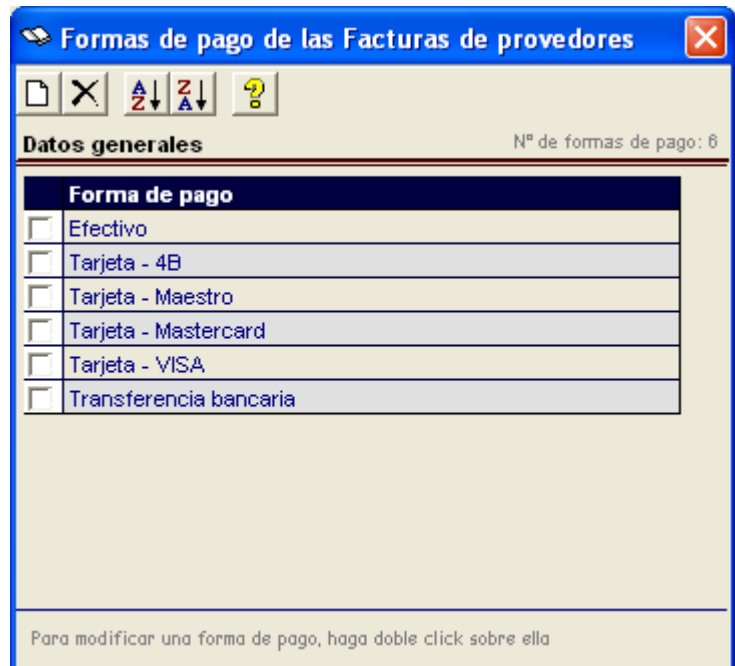 Formas de pago de las Facturas de provedores
Datos generales
Nº de formas de pago: 6
Forma de pago
Efectivo
Tarjeta - 4B
Tarjeta - Maestro
Tarjeta - Mastercard
Tarjeta - VISA
Transferencia bancaria
Para modificar una forma de pago, haga doble click sobre ella